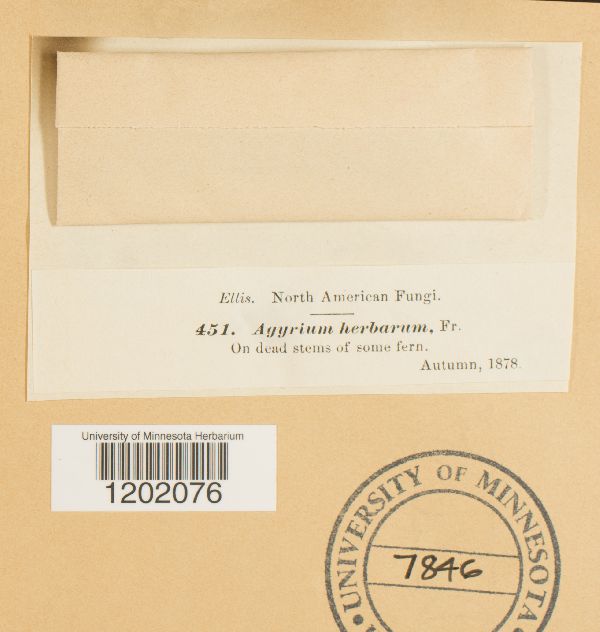 Ellis. North American Fungi.
451. Agyrium herbarum, Fr.
On dead stems of some fern.
Autumn, 1878.
University of Minnesota Herbarium
1202076
UNIVERSITY OF MINNESOTA
7846